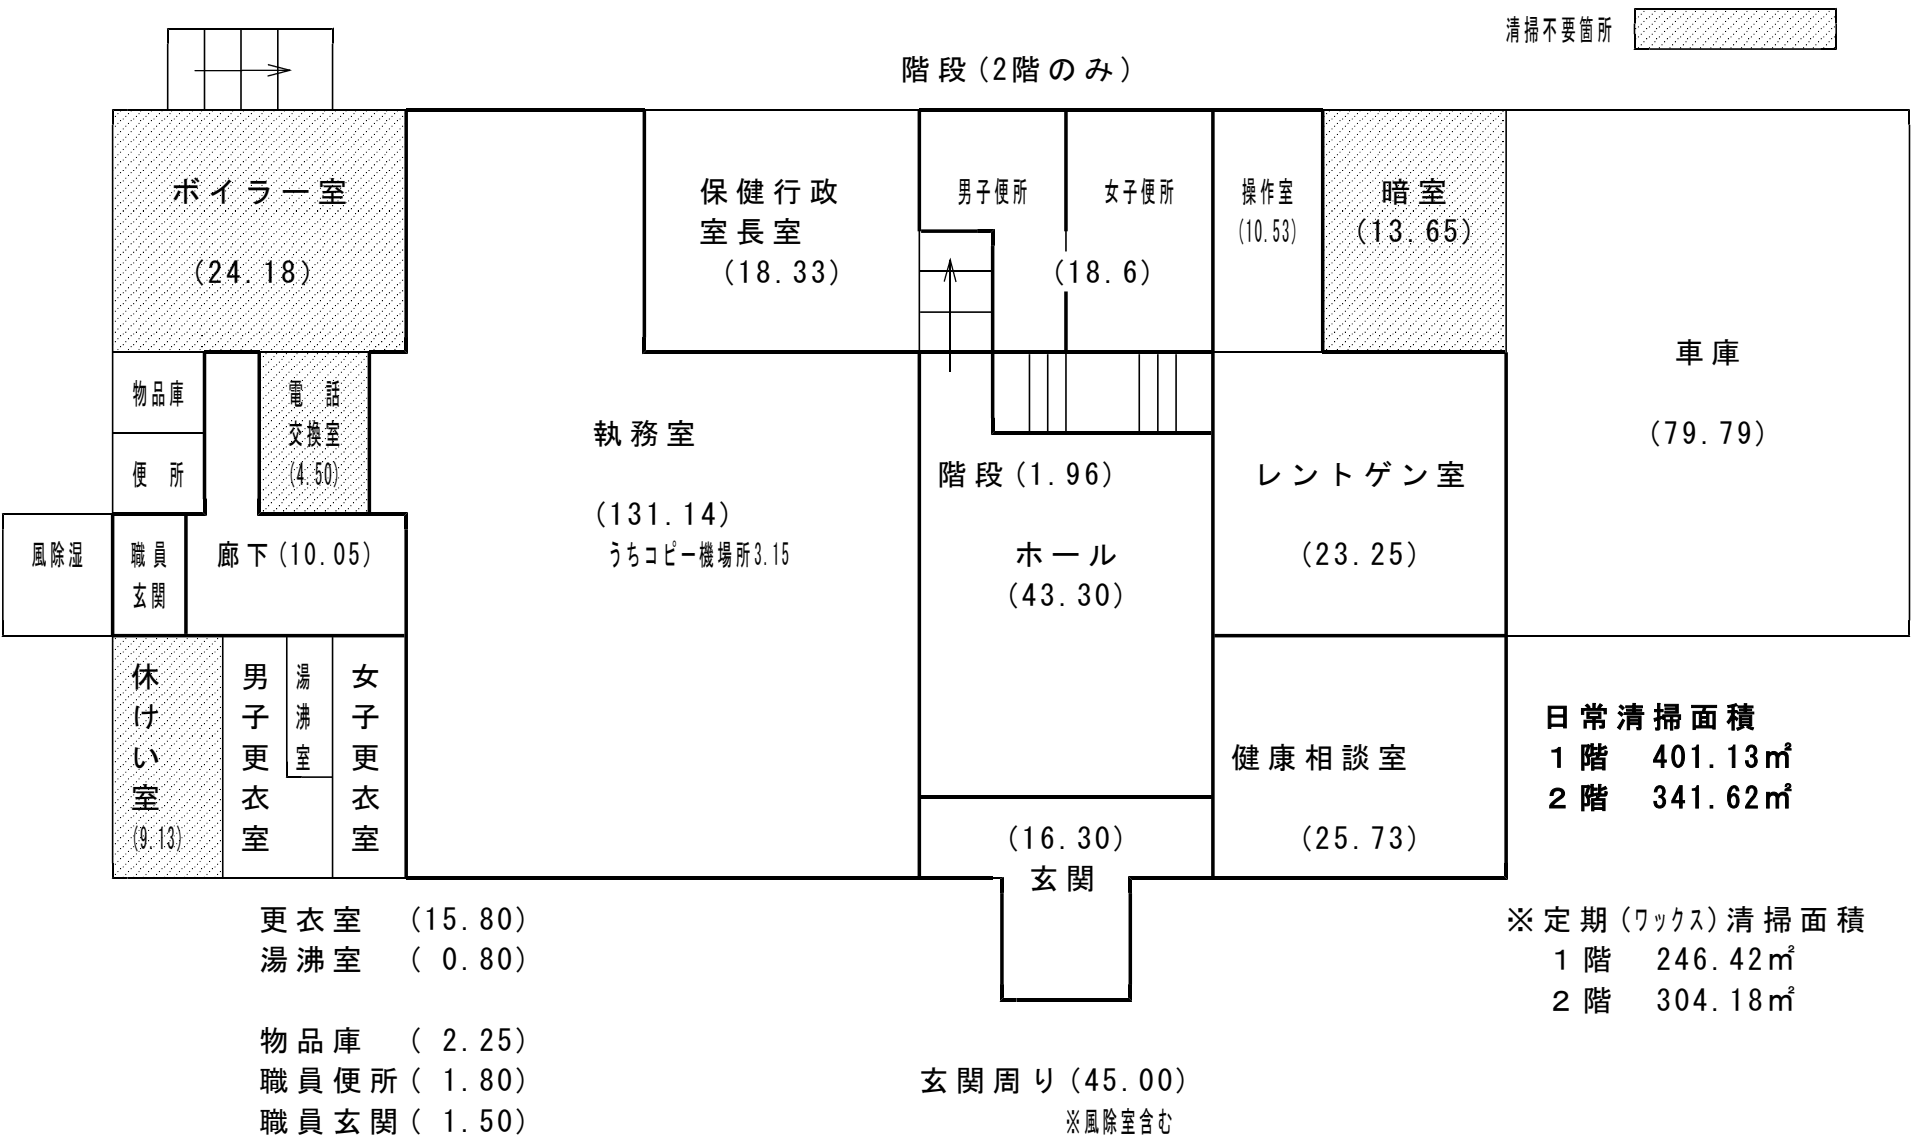 清掃不要箇所
階段(2階のみ)
ボイラー室
(24.18)
保健行政
室長室
(18.33)
男子便所
女子便所
(18.6)
操作室
(10.53)
暗室
(13.65)
車庫
(79.79)
物品庫
便　所
電　話
交換室
(4.50)
執務室
(131.14)
うちコピー機場所3.15
階段(1.96)
ホール
(43.30)
レントゲン室
(23.25)
風除湿
職員
玄関
廊下(10.05)
休けい室
(9.13)
男子更衣室
湯沸室
女子更衣室
健康相談室
(25.73)
(16.30)
玄関
日常清掃面積
１階　401.13㎡
２階　341.62㎡
更衣室　(15.80)
湯沸室　( 0.80)
物品庫　( 2.25)
職員便所( 1.80)
職員玄関( 1.50)
玄関周り(45.00)
※風除室含む
※定期(ﾜｯｸｽ)清掃面積
１階　246.42㎡
２階　304.18㎡